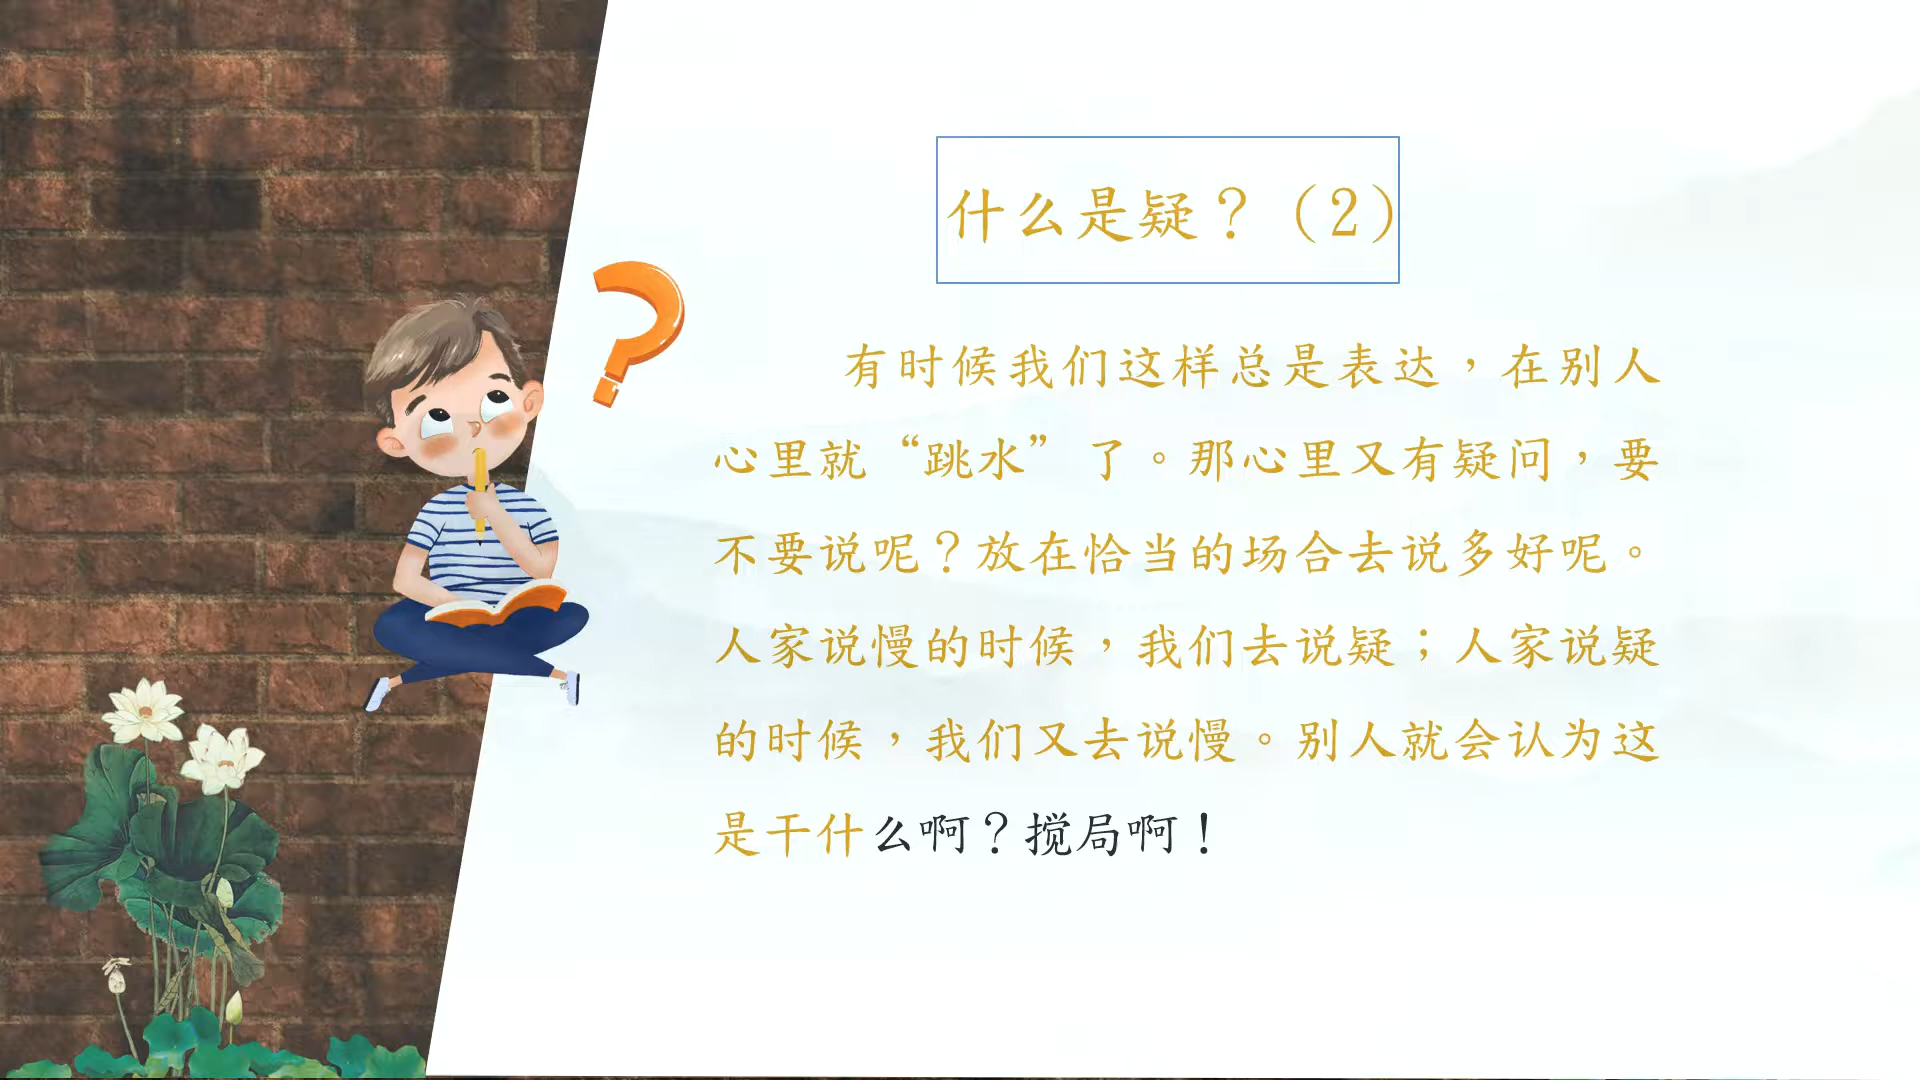 什么是疑？（2）
有时候我们这样总是表达，在别人
心里就“跳水”了。那心里又有疑问，要
不要说呢？放在恰当的场合去说多好呢。
人家说慢的时候，我们去说疑；人家说疑
的时候，我们又去说慢。别人就会认为这
是干什么啊？搅局啊！